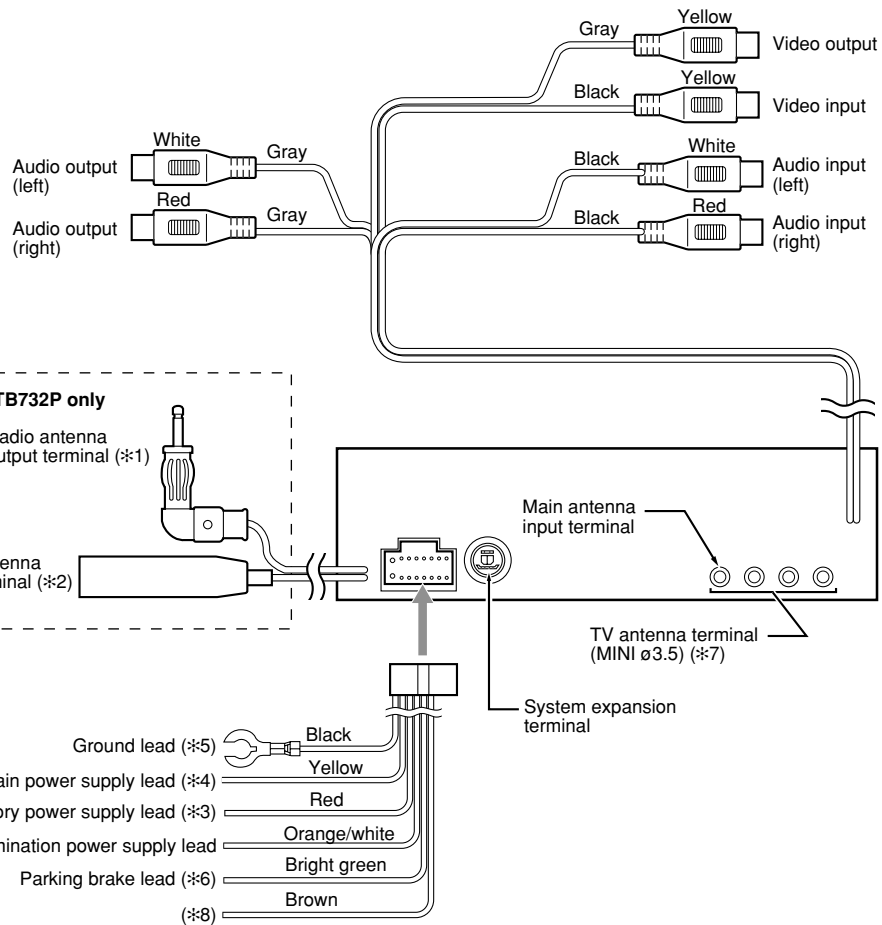 Yellow
Gray
Video output
Yellow
Black
Video input
White
Gray
Audio output
(left)
Red
Gray
Audio output
(right)
White
Black
Audio input
(left)
Red
Black
Audio input
(right)
TB732P only
adio antenna
utput terminal (✻1)
enna
minal (✻2)
Main antenna
input terminal
TV antenna terminal
(MINI ø3.5) (✻7)
System expansion
terminal
Ground lead (✻5)
Black
ain power supply lead (✻4)
Yellow
ory power supply lead (✻3)
Red
mination power supply lead
Orange/white
Parking brake lead (✻6)
Bright green
(✻8)
Brown